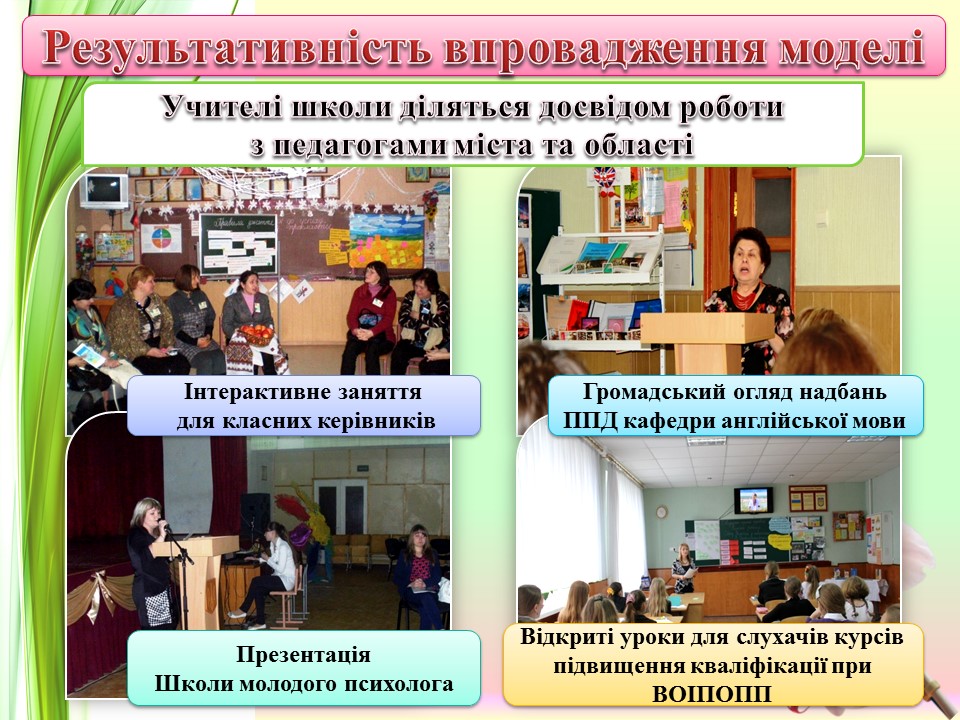 Результативність впровадження моделі
Учителі школи діляться досвідом роботи
з педагогами міста та області
Інтерактивне заняття
для класних керівників
Громадський огляд надбань
ППД кафедри англійської мови
Презентація
Школи молодого психолога
Відкриті уроки для слухачів курсів
підвищення кваліфікації при
ВОІПОПП